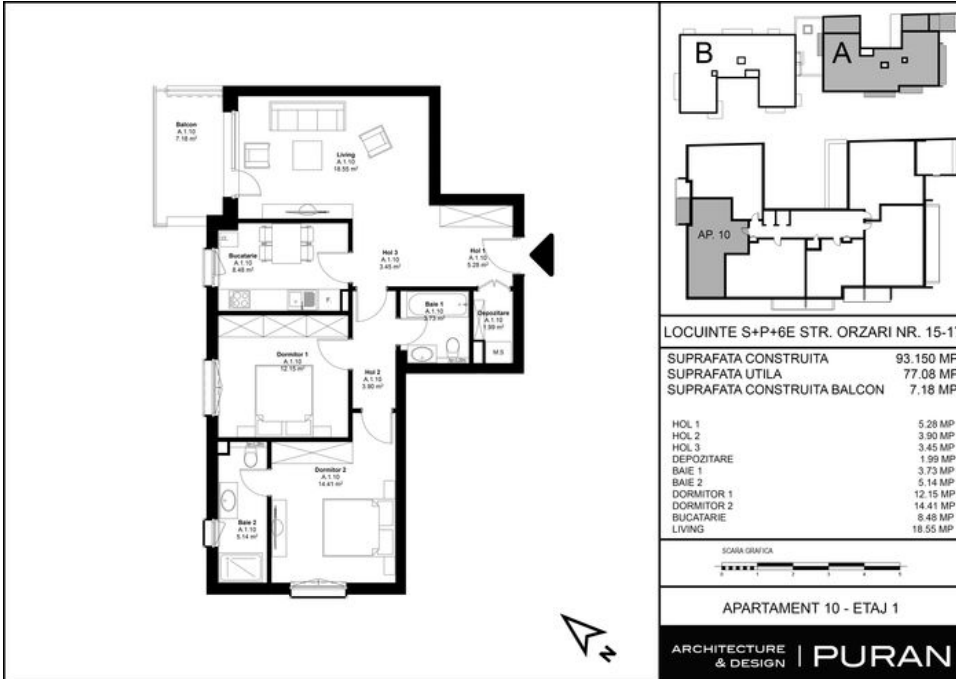 Balcon
A.1.10
7.18 m²
Living
A.1.10
18.55 m²
Bucatarie
A.1.10
8.48 m²
F.
Hol 3
A.1.10
3.45 m²
Hol 1
A.1.10
5.28 m²
Baie 1
A.1.10
3.73 m²
Depozitare
A.1.10
1.99 m²
M.S
Dormitor 1
A.1.10
12.15 m²
Hol 2
A.1.10
3.90 m²
Dormitor 2
A.1.10
14.41 m²
Baie 2
A.1.10
5.14 m²
N
B
A
AP. 10
LOCUINTE S+P+6E STR. ORZARI NR. 15-17
SUPRAFATA CONSTRUITA 93.150 MP
SUPRAFATA UTILA 77.08 MP
SUPRAFATA CONSTRUITA BALCON 7.18 MP
HOL 1 5.28 MP
HOL 2 3.90 MP
HOL 3 3.45 MP
DEPOZITARE 1.99 MP
BAIE 1 3.73 MP
BAIE 2 5.14 MP
DORMITOR 1 12.15 MP
DORMITOR 2 14.41 MP
BUCATARIE 8.48 MP
LIVING 18.55 MP
SCARA GRAFICA
0 1 2 3 4 5
APARTAMENT 10 - ETAJ 1
ARCHITECTURE
& DESIGN | PURAN